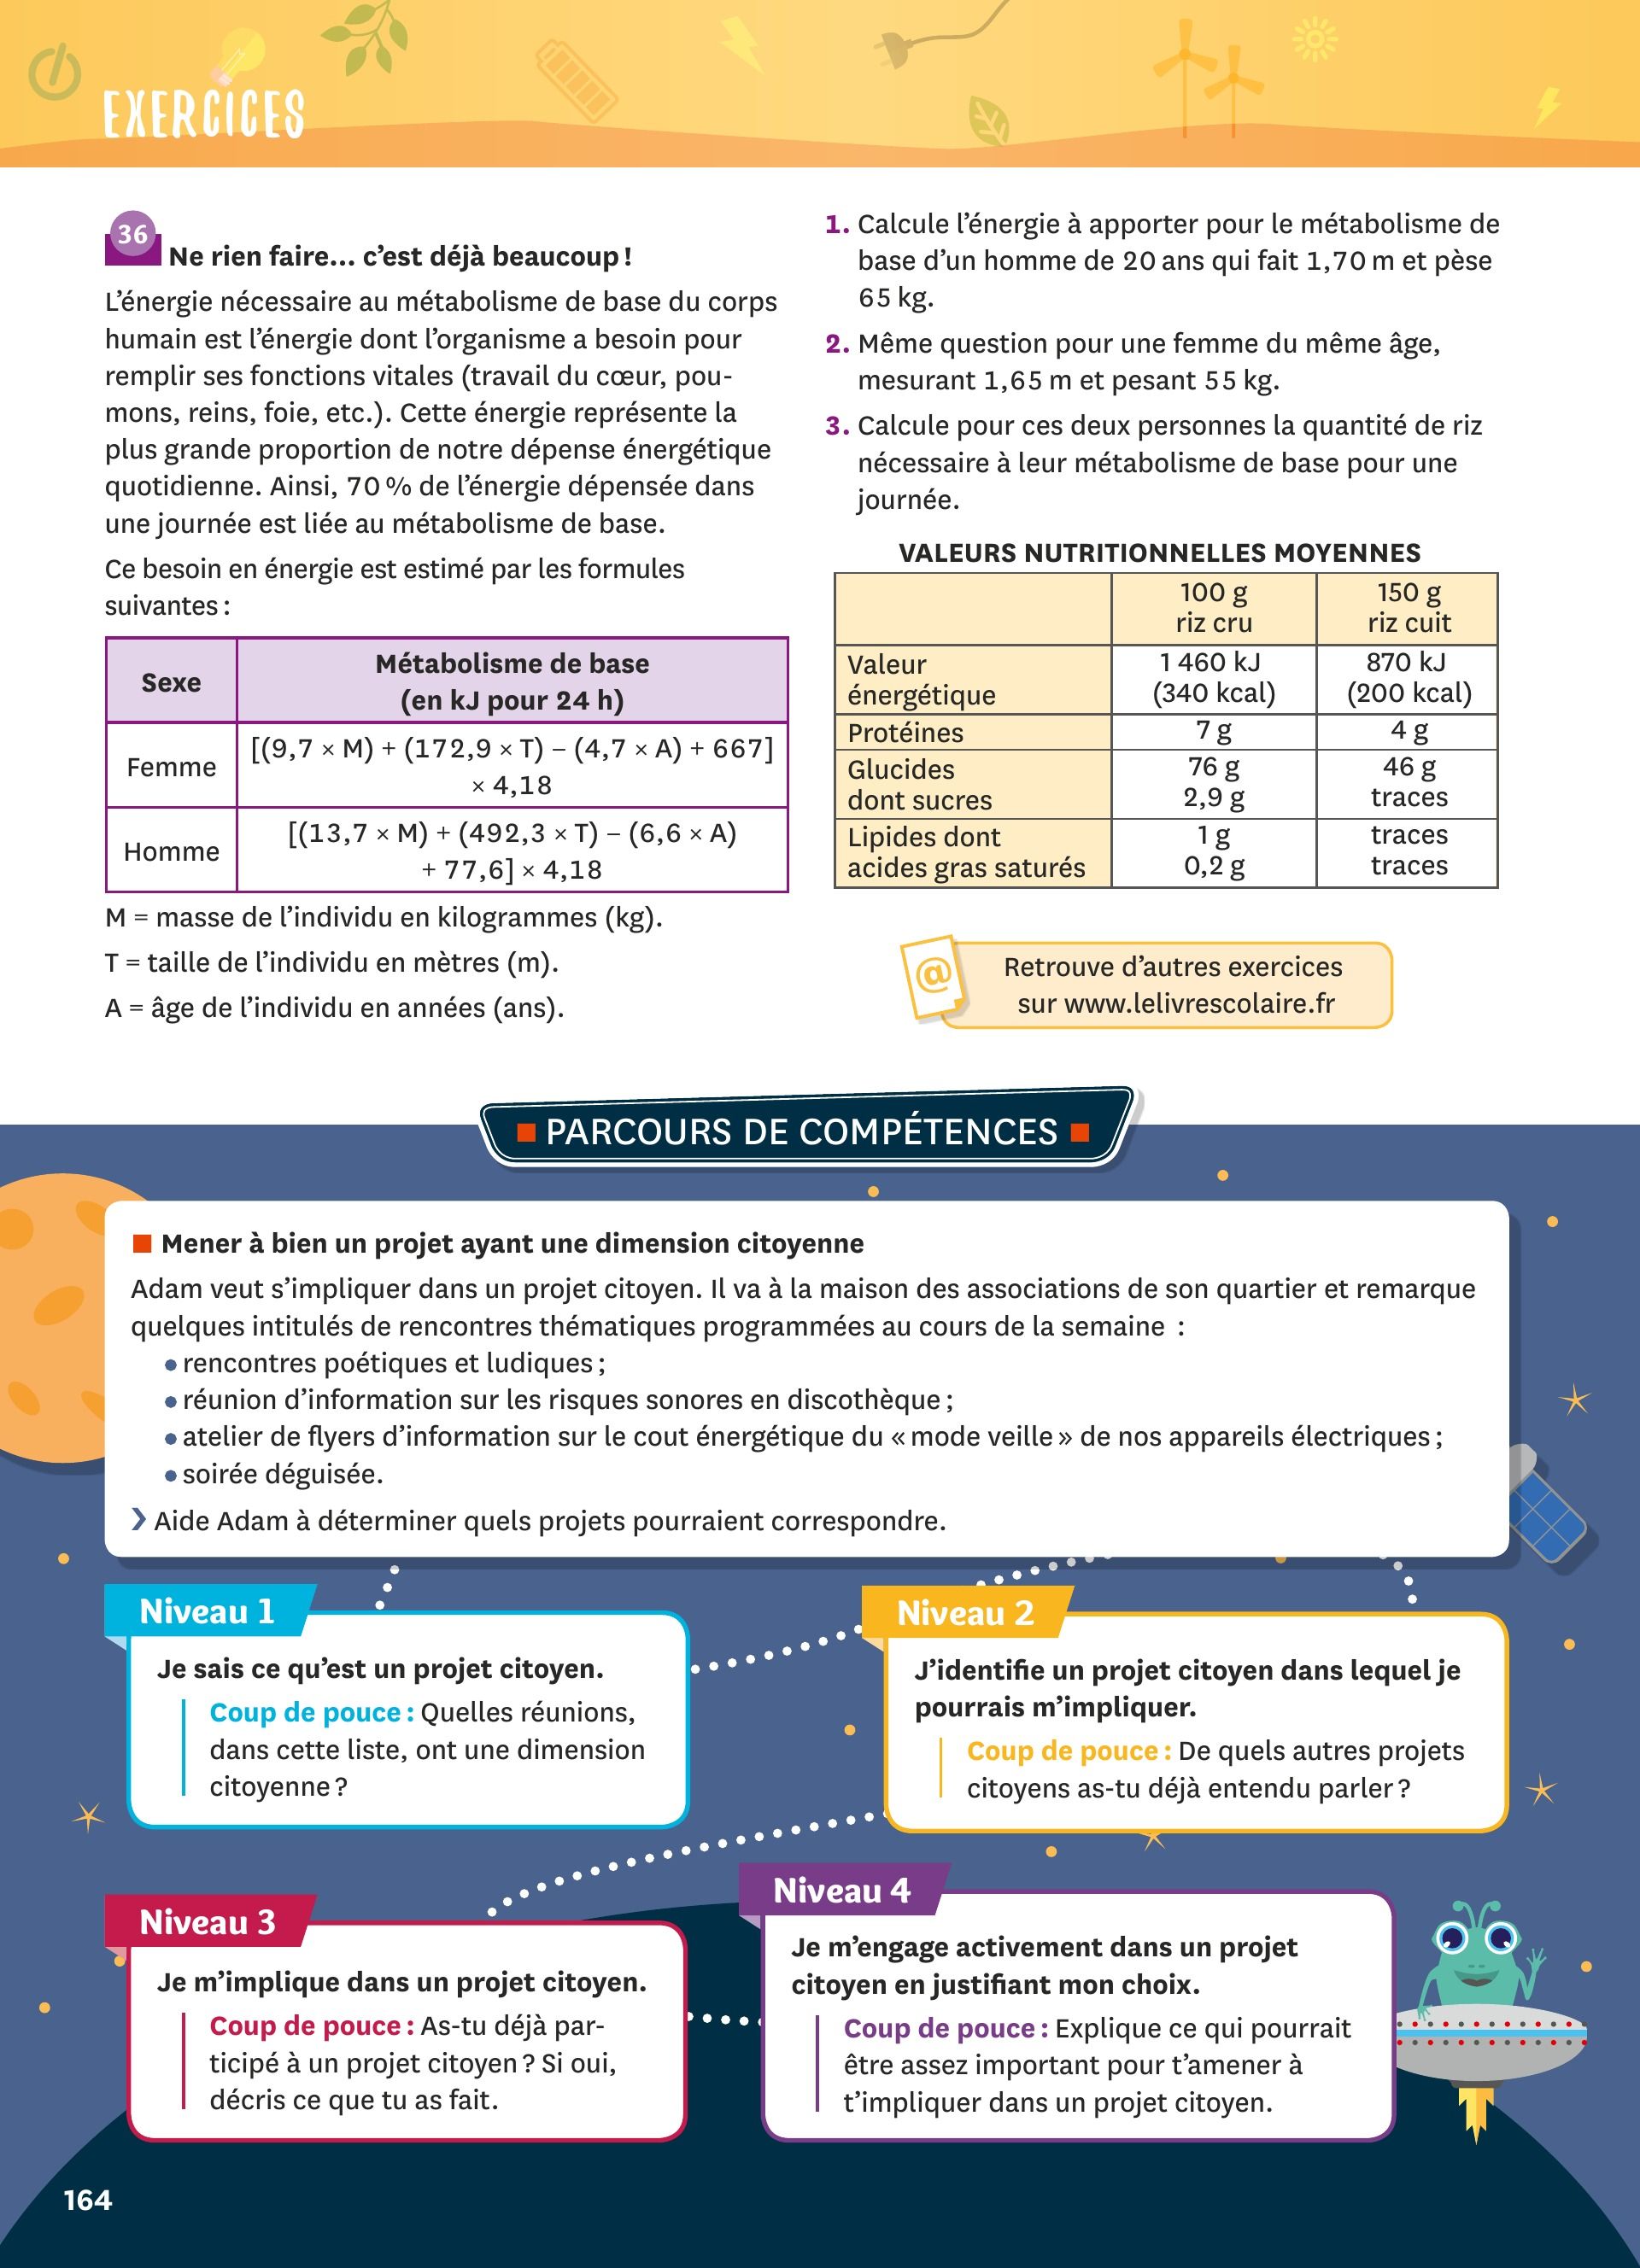 EXERCICES
36
Ne rien faire… c’est déjà beaucoup !
L’énergie nécessaire au métabolisme de base du corps
humain est l’énergie dont l’organisme a besoin pour
remplir ses fonctions vitales (travail du cœur, pou-
mons, reins, foie, etc.). Cette énergie représente la
plus grande proportion de notre dépense énergétique
quotidienne. Ainsi, 70 % de l’énergie dépensée dans
une journée est liée au métabolisme de base.
Ce besoin en énergie est estimé par les formules
suivantes :
Sexe
Métabolisme de base
(en kJ pour 24 h)
Femme
[(9,7 × M) + (172,9 × T) – (4,7 × A) + 667]
× 4,18
Homme
[(13,7 × M) + (492,3 × T) – (6,6 × A)
+ 77,6] × 4,18
M = masse de l’individu en kilogrammes (kg).
T = taille de l’individu en mètres (m).
A = âge de l’individu en années (ans).
1. Calcule l’énergie à apporter pour le métabolisme de
base d’un homme de 20 ans qui fait 1,70 m et pèse
65 kg.
2. Même question pour une femme du même âge,
mesurant 1,65 m et pesant 55 kg.
3. Calcule pour ces deux personnes la quantité de riz
nécessaire à leur métabolisme de base pour une
journée.
VALEURS NUTRITIONNELLES MOYENNES
100 g
riz cru
150 g
riz cuit
Valeur
énergétique
1 460 kJ
(340 kcal)
870 kJ
(200 kcal)
Protéines
7 g
4 g
Glucides
dont sucres
76 g
2,9 g
46 g
traces
Lipides dont
acides gras saturés
1 g
0,2 g
traces
traces
@
Retrouve d’autres exercices
sur www.lelivrescolaire.fr
PARCOURS DE COMPÉTENCES
Mener à bien un projet ayant une dimension citoyenne
Adam veut s’impliquer dans un projet citoyen. Il va à la maison des associations de son quartier et remarque
quelques intitulés de rencontres thématiques programmées au cours de la semaine :
• rencontres poétiques et ludiques ;
• réunion d’information sur les risques sonores en discothèque ;
• atelier de flyers d’information sur le cout énergétique du « mode veille » de nos appareils électriques ;
• soirée déguisée.
❯ Aide Adam à déterminer quels projets pourraient correspondre.
Niveau 1
Je sais ce qu’est un projet citoyen.
Coup de pouce : Quelles réunions,
dans cette liste, ont une dimension
citoyenne ?
Niveau 2
J’identifie un projet citoyen dans lequel je
pourrais m’impliquer.
Coup de pouce : De quels autres projets
citoyens as-tu déjà entendu parler ?
Niveau 3
Je m’implique dans un projet citoyen.
Coup de pouce : As-tu déjà par-
ticipé à un projet citoyen ? Si oui,
décris ce que tu as fait.
Niveau 4
Je m’engage activement dans un projet
citoyen en justifiant mon choix.
Coup de pouce : Explique ce qui pourrait
être assez important pour t’amener à
t’impliquer dans un projet citoyen.
164